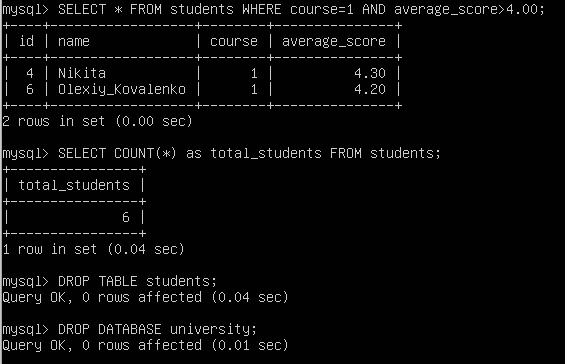 mysql> SELECT * FROM students WHERE course=1 AND average_score>4.00;
+----+------------------+--------+---------------+
| id | name             | course | average_score |
+----+------------------+--------+---------------+
|  4 | Nikita           |      1 |          4.30 |
|  6 | Olexiy_Kovalenko |      1 |          4.20 |
+----+------------------+--------+---------------+
2 rows in set (0.00 sec)
mysql> SELECT COUNT(*) as total_students FROM students;
+----------------+
| total_students |
+----------------+
|              6 |
+----------------+
1 row in set (0.04 sec)
mysql> DROP TABLE students;
Query OK, 0 rows affected (0.04 sec)
mysql> DROP DATABASE university;
Query OK, 0 rows affected (0.01 sec)